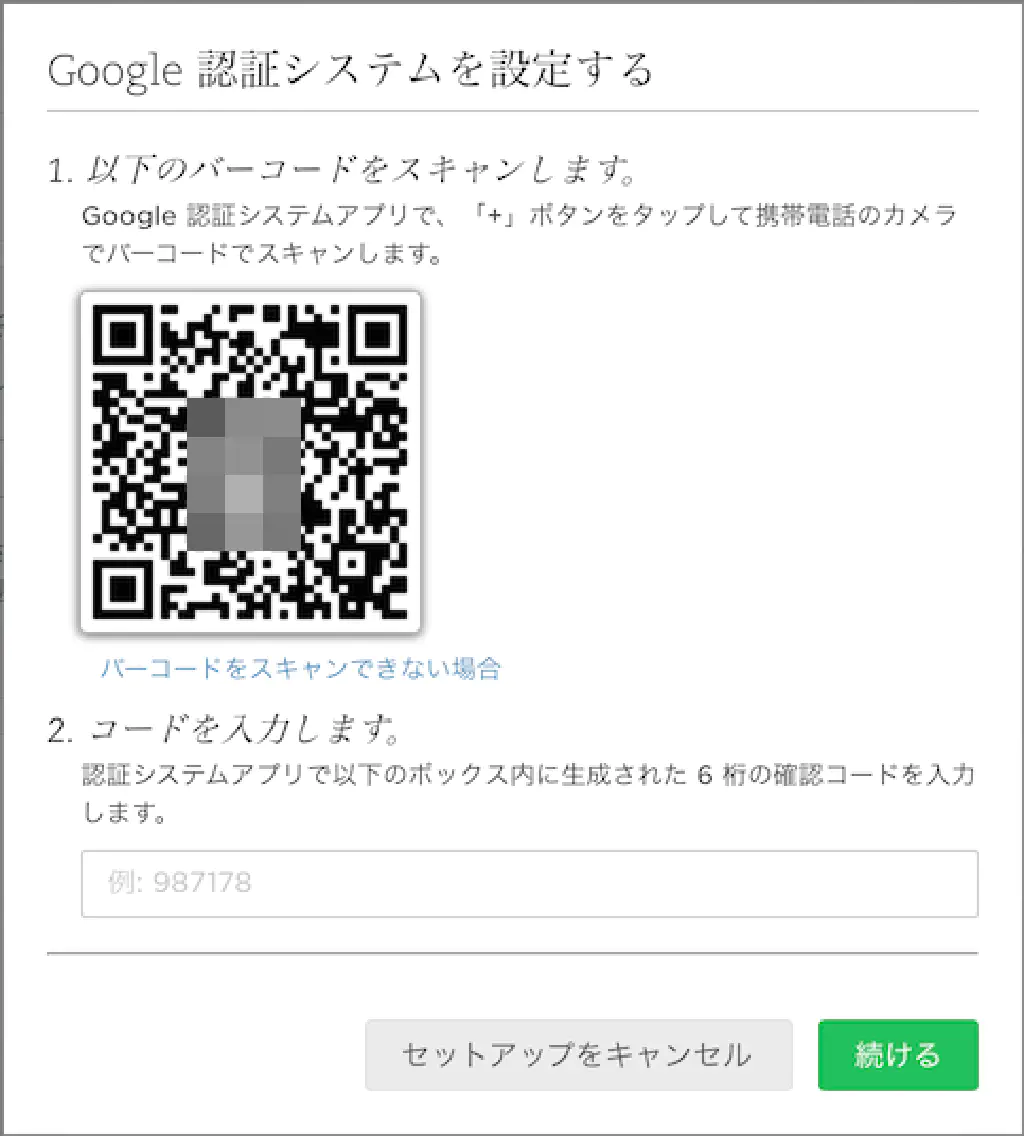 Google 認証システムを設定する
1. 以下のバーコードをスキャンします。
Google 認証システムアプリで、「+」ボタンをタップして携帯電話のカメラ
でバーコードでスキャンします。
バーコードをスキャンできない場合
2. コードを入力します。
認証システムアプリで以下のボックス内に生成された 6 桁の確認コードを入力
します。
例: 987178
セットアップをキャンセル
続ける